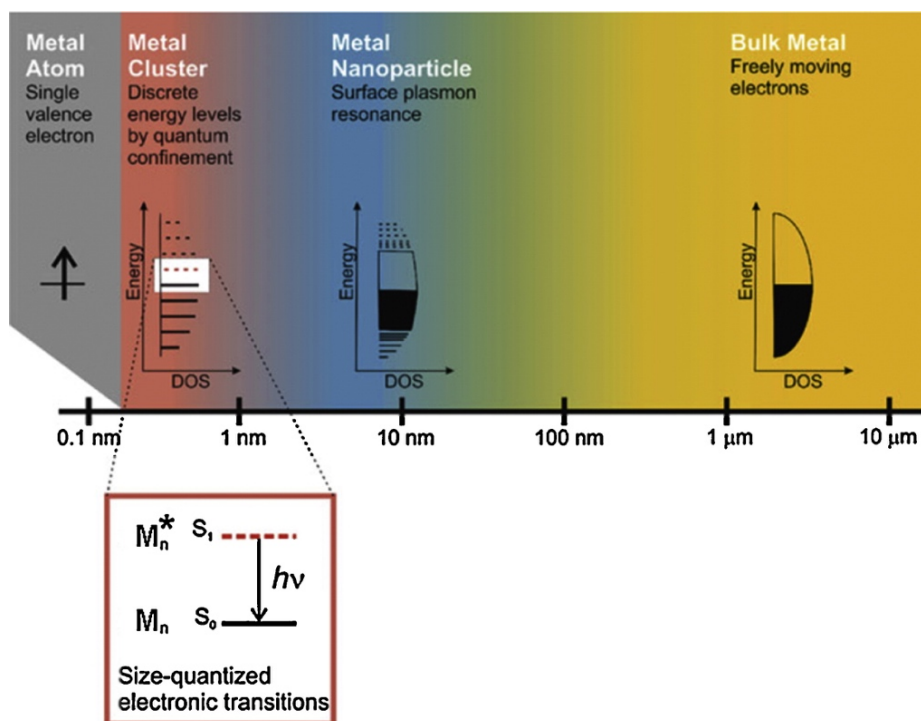 Metal
Atom
Single
valence
electron
Metal
Cluster
Discrete
energy levels
by quantum
confinement
Metal
Nanoparticle
Surface plasmon
resonance
Bulk Metal
Freely moving
electrons
Energy
DOS
Energy
DOS
Energy
DOS
0.1 nm
1 nm
10 nm
100 nm
1 µm
10 µm
Mn* S1
hν
Mn S0
Size-quantized
electronic transitions